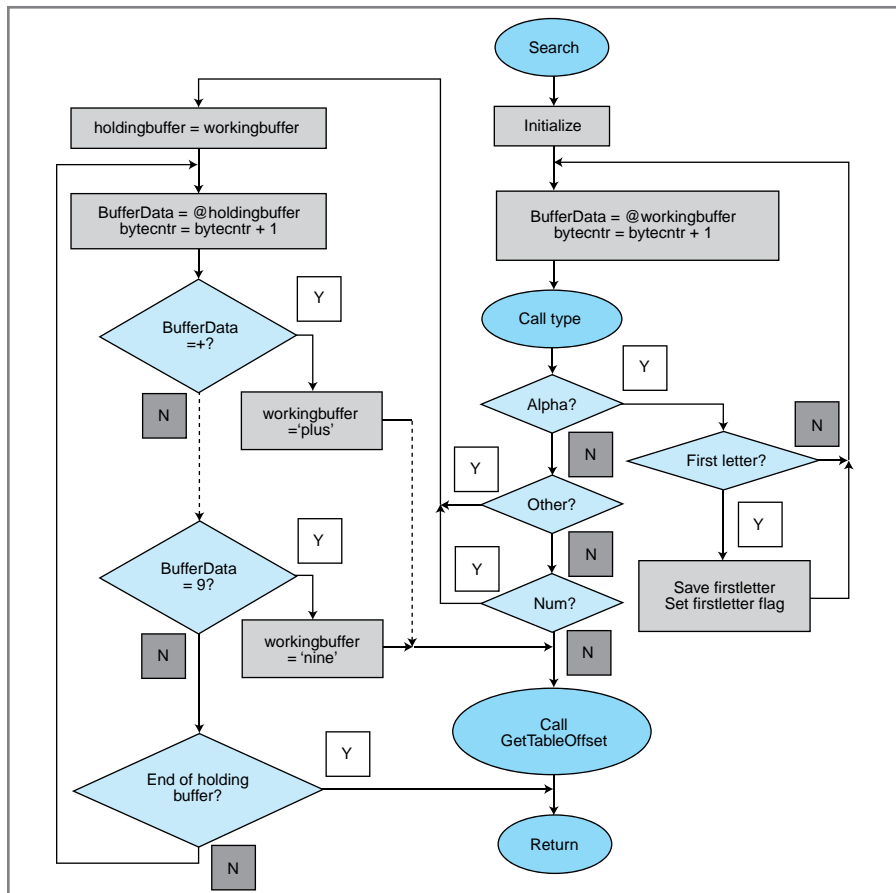 Search
Initialize
BufferData = @workingbuffer
bytecntr = bytecntr + 1
Call type
Y
Alpha?
N
First letter?
N
Y
Other?
Y
N
Save firstletter
Set firstletter flag
Y
Num?
N
Call
GetTableOffset
Return
holdingbuffer = workingbuffer
BufferData = @holdingbuffer
bytecntr = bytecntr + 1
Y
BufferData
=+?
N
workingbuffer
=‘plus’
Y
BufferData
= 9?
N
workingbuffer
= ‘nine’
End of holding
buffer?
Y
N